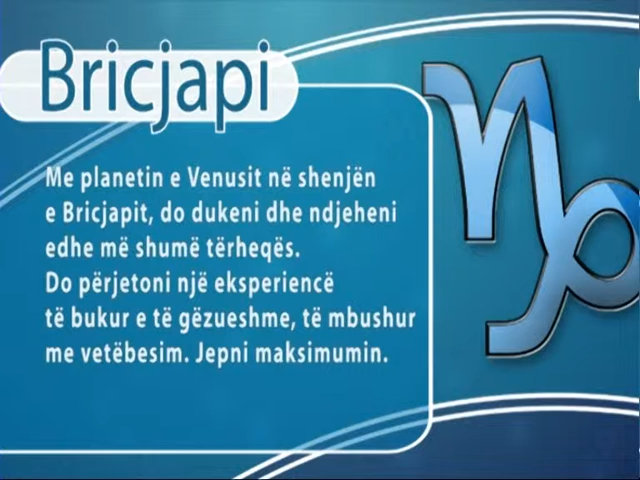 Bricjapi
Me planetin e Venusit në shenjën
e Bricjapit, do dukeni dhe ndjeheni
edhe më shumë tërheqës.
Do përjetoni një eksperiencë
të bukur e të gëzueshme, të mbushur
me vetëbesim. Jepni maksimumin.